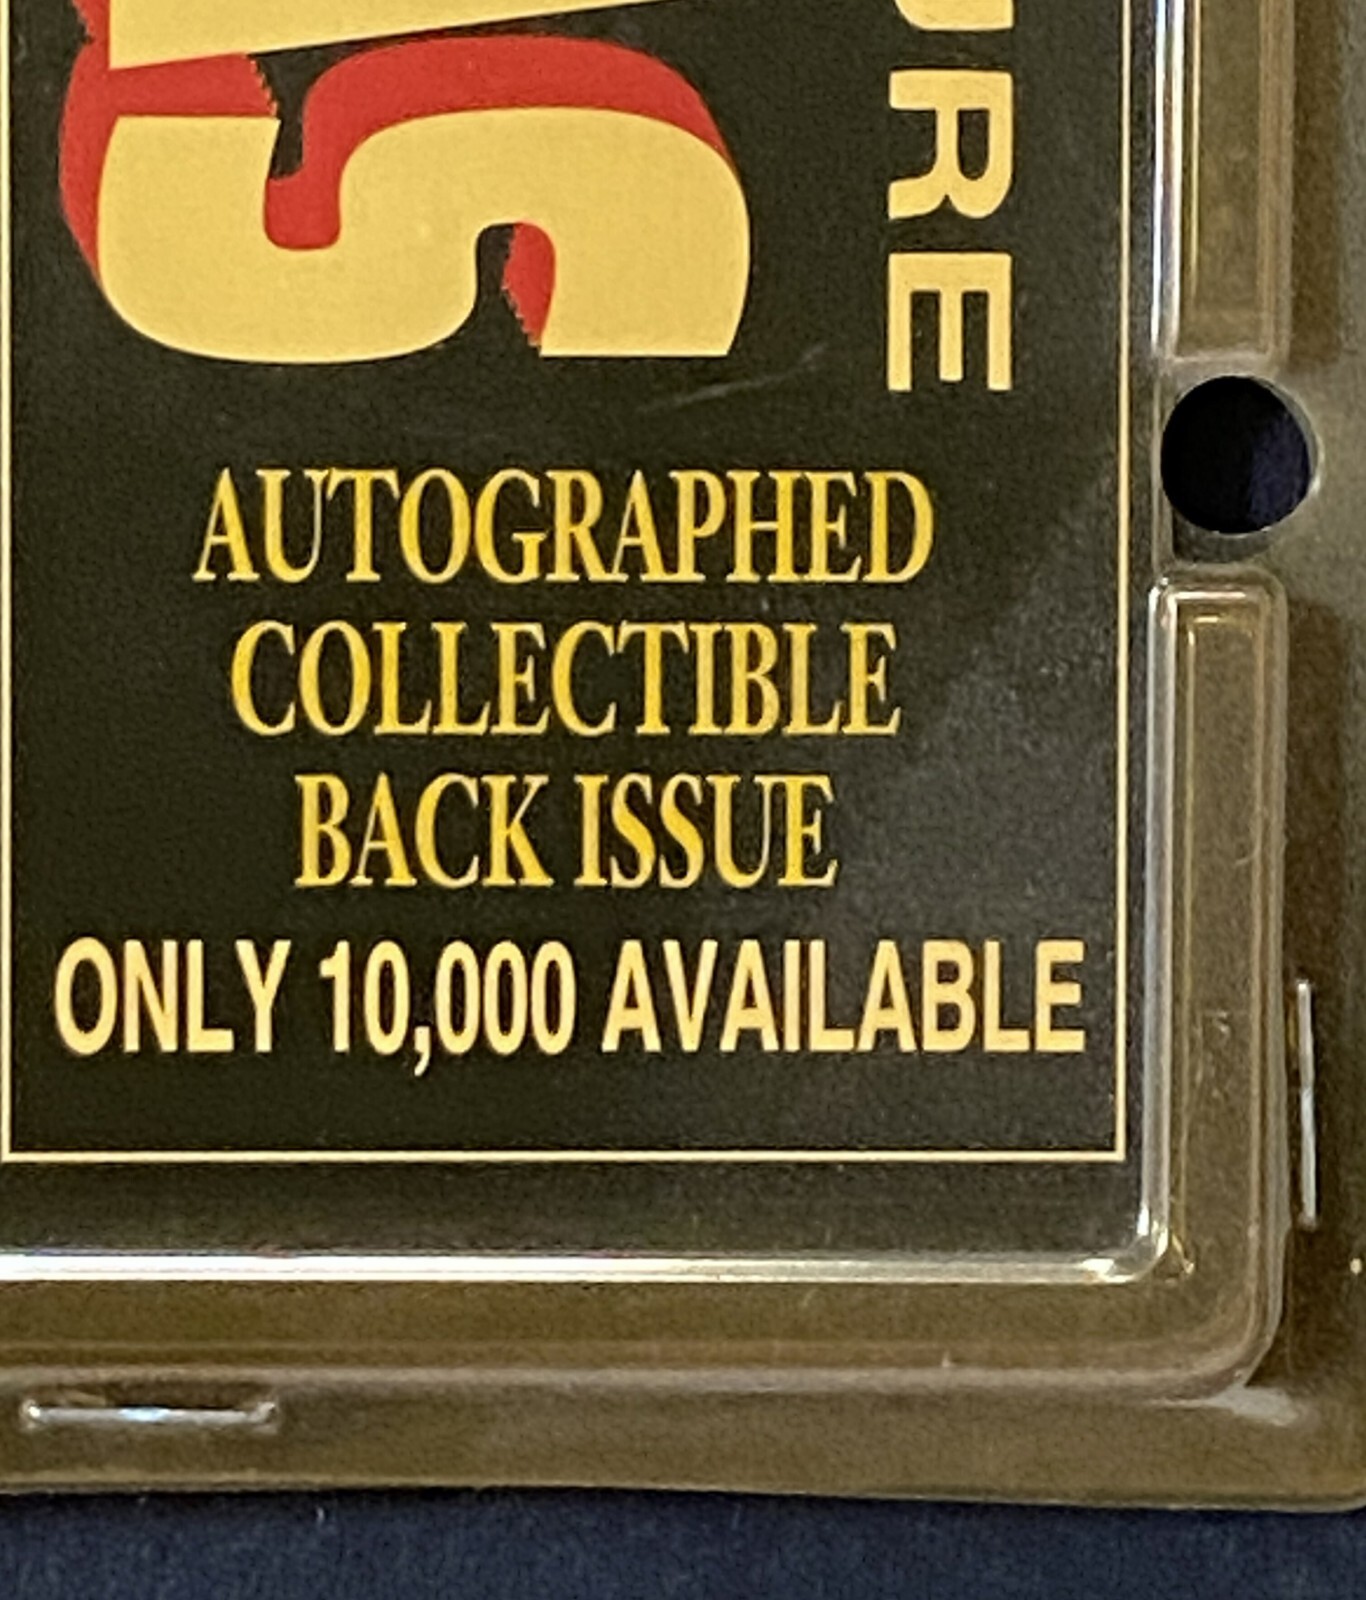 AUTOGRAPHED
COLLECTIBLE
BACK ISSUE
ONLY 10,000 AVAILABLE